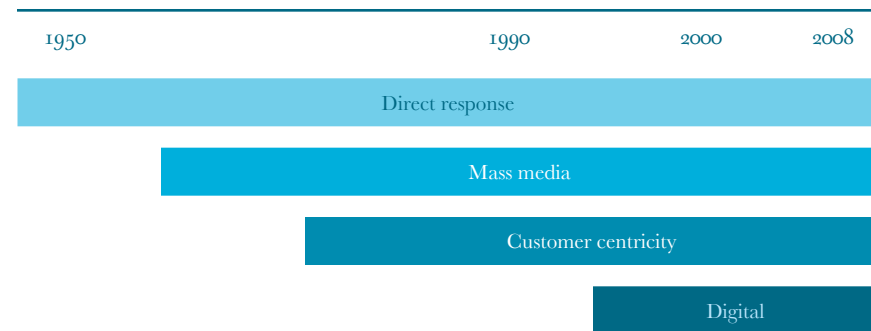 1950 1990 2000 2008
Direct response
Mass media
Customer centricity
Digital